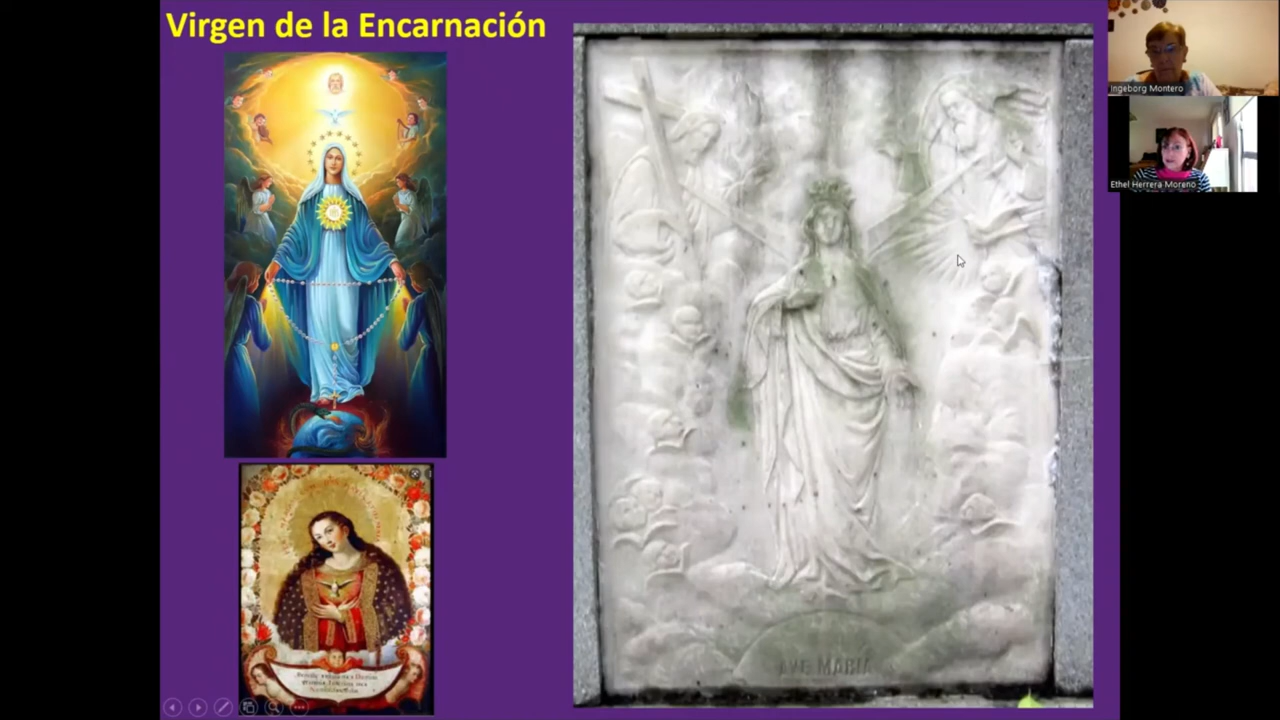 Virgen de la Encarnación
Ingeborg Montero
Ethel Herrera Moreno
AVE MARIA